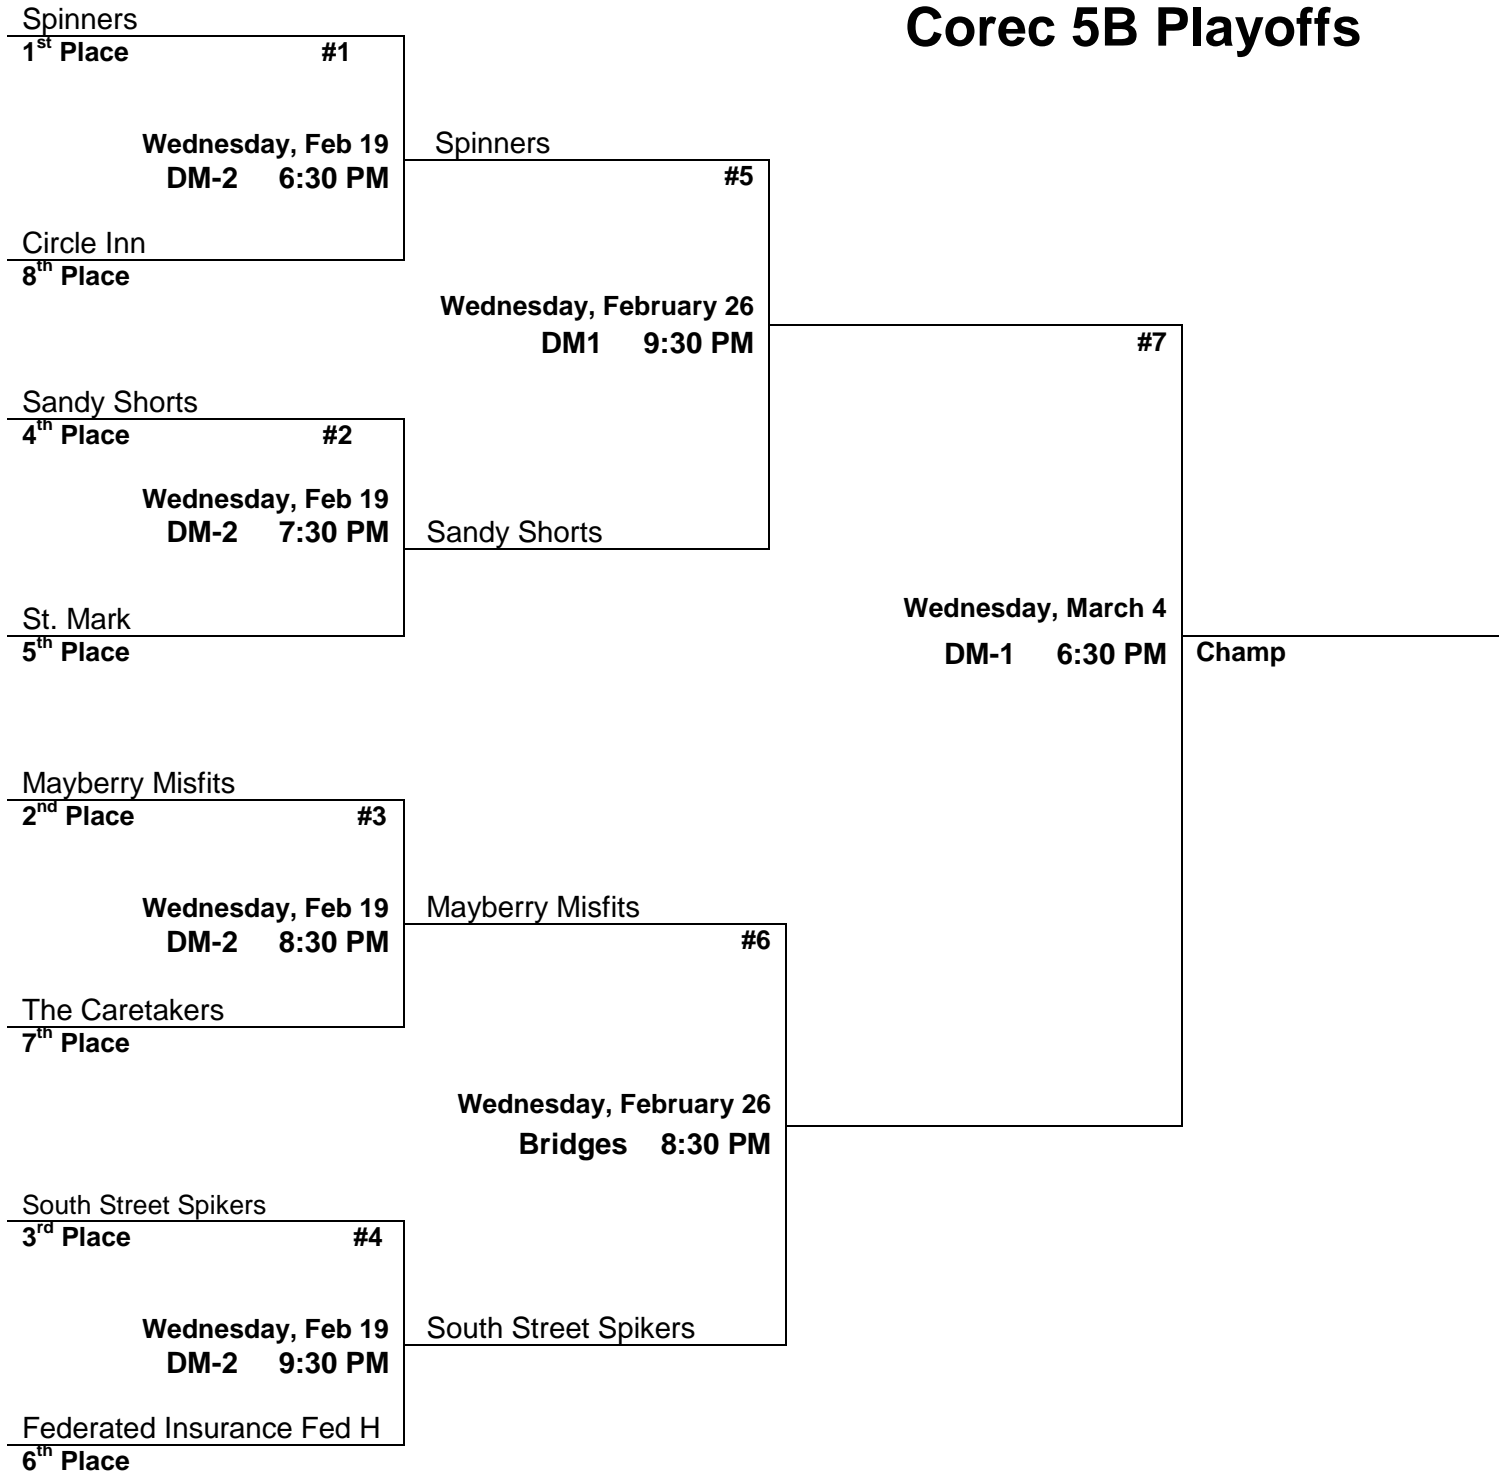 Corec 5B Playoffs
Spinners
1st Place #1
Wednesday, Feb 19
DM-2 6:30 PM
Circle Inn
8th Place
Spinners
#5
Wednesday, February 26
DM1 9:30 PM
Sandy Shorts
4th Place #2
Wednesday, Feb 19
DM-2 7:30 PM
Sandy Shorts
St. Mark
5th Place
#7
Wednesday, March 4
DM-1 6:30 PM
Champ
Mayberry Misfits
2nd Place #3
Wednesday, Feb 19
DM-2 8:30 PM
The Caretakers
7th Place
Mayberry Misfits
#6
Wednesday, February 26
Bridges 8:30 PM
South Street Spikers
3rd Place #4
Wednesday, Feb 19
DM-2 9:30 PM
South Street Spikers
Federated Insurance Fed H
6th Place